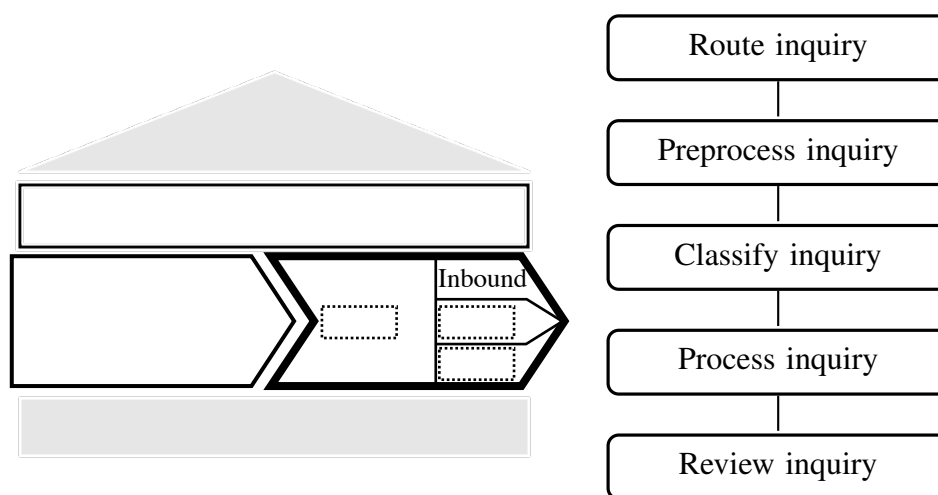 Inbound
Route inquiry
Preprocess inquiry
Classify inquiry
Process inquiry
Review inquiry